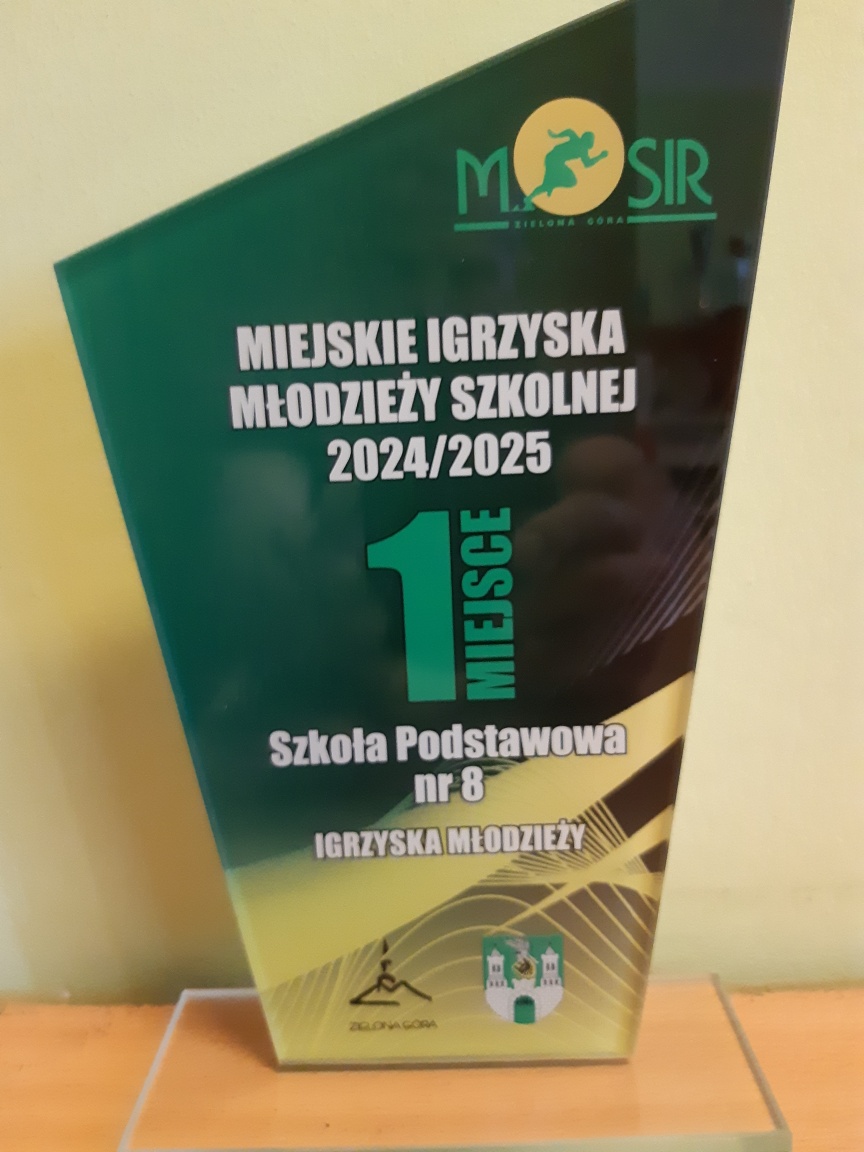 MOSIR
ZIELONA GÓRA
MIEJSKIE IGRZYSKA
MŁODZIEŻY SZKOLNEJ
2024/2025
1 MIEJSCE
Szkoła Podstawowa
nr 8
IGRZYSKA MŁODZIEŻY
ZIELONA GÓRA